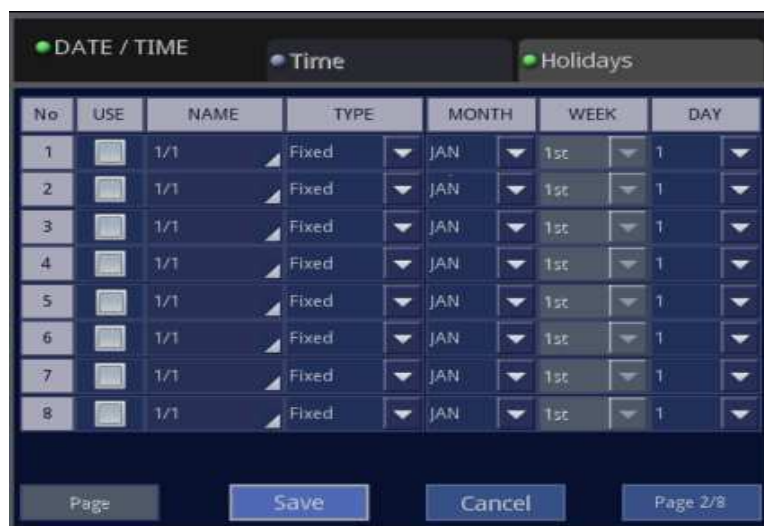 DATE / TIME Time Holidays
No USE NAME TYPE MONTH WEEK DAY
1 1/1 Fixed JAN 1st 1
2 1/1 Fixed JAN 1st 1
3 1/1 Fixed JAN 1st 1
4 1/1 Fixed JAN 1st 1
5 1/1 Fixed JAN 1st 1
6 1/1 Fixed JAN 1st 1
7 1/1 Fixed JAN 1st 1
8 1/1 Fixed JAN 1st 1
Page Save Cancel Page 2/8